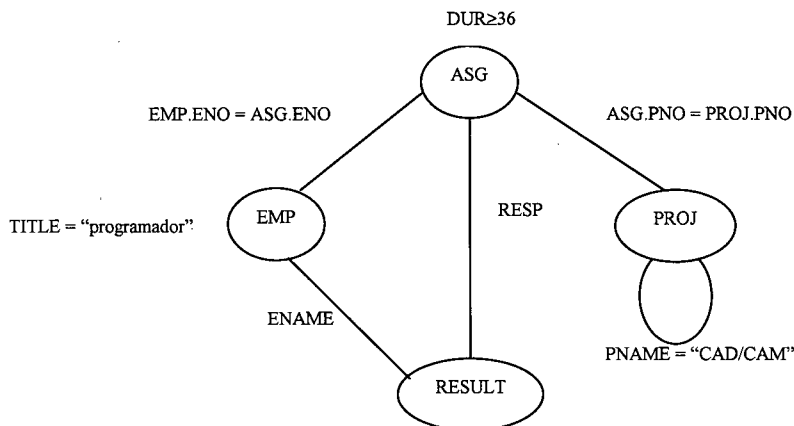 DUR≥36
ASG
EMP.ENO = ASG.ENO
ASG.PNO = PROJ.PNO
TITLE = “programador”
EMP
RESP
PROJ
ENAME
PNAME = “CAD/CAM”
RESULT